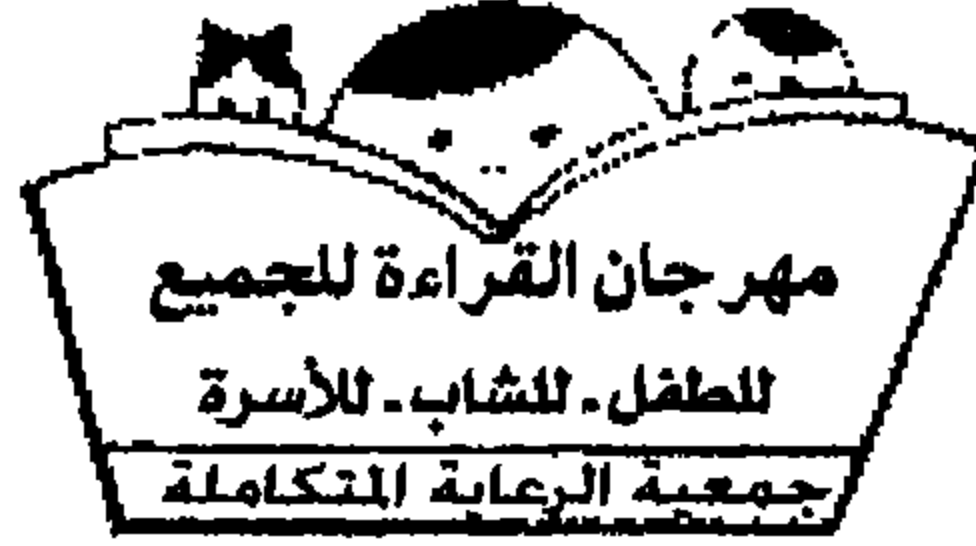 مهرجان القراءة للجميع
للطفل - للشاب - للأسرة
جمعية الرعاية المتكاملة